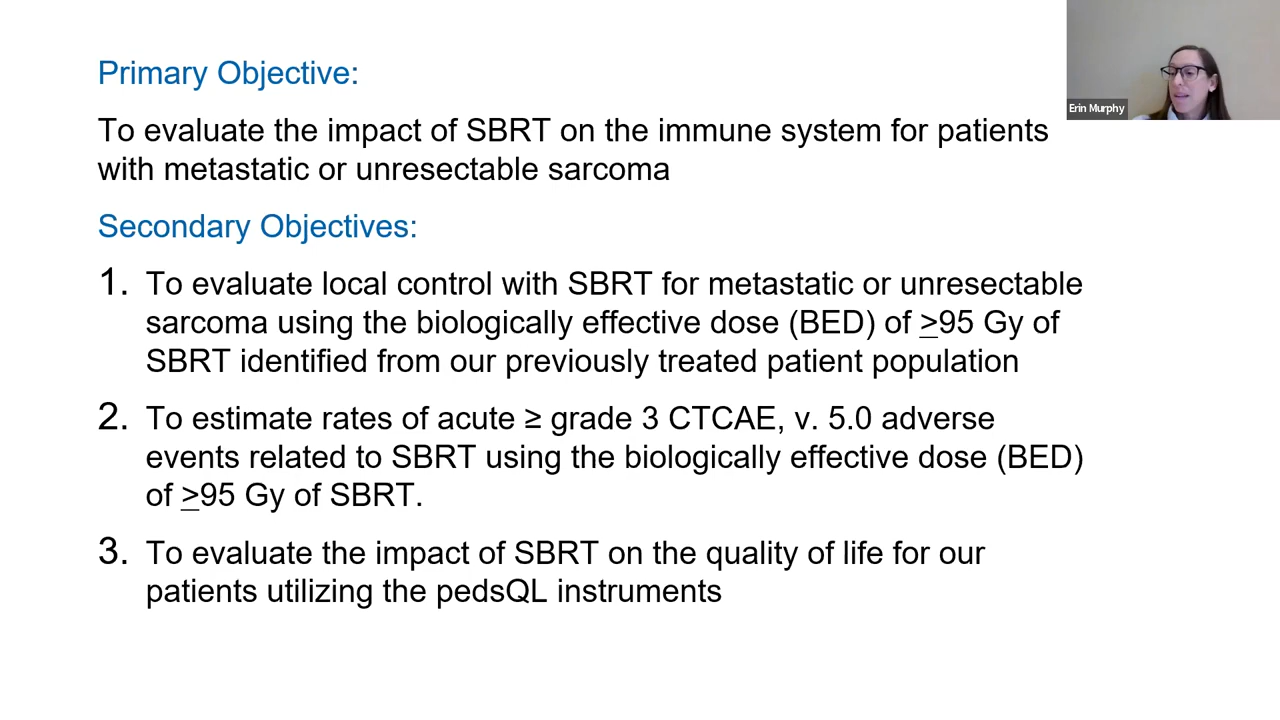 Primary Objective:
To evaluate the impact of SBRT on the immune system for patients
with metastatic or unresectable sarcoma
Secondary Objectives:
1. To evaluate local control with SBRT for metastatic or unresectable
sarcoma using the biologically effective dose (BED) of ≥95 Gy of
SBRT identified from our previously treated patient population
2. To estimate rates of acute ≥ grade 3 CTCAE, v. 5.0 adverse
events related to SBRT using the biologically effective dose (BED)
of ≥95 Gy of SBRT.
3. To evaluate the impact of SBRT on the quality of life for our
patients utilizing the pedsQL instruments
Erin Murphy